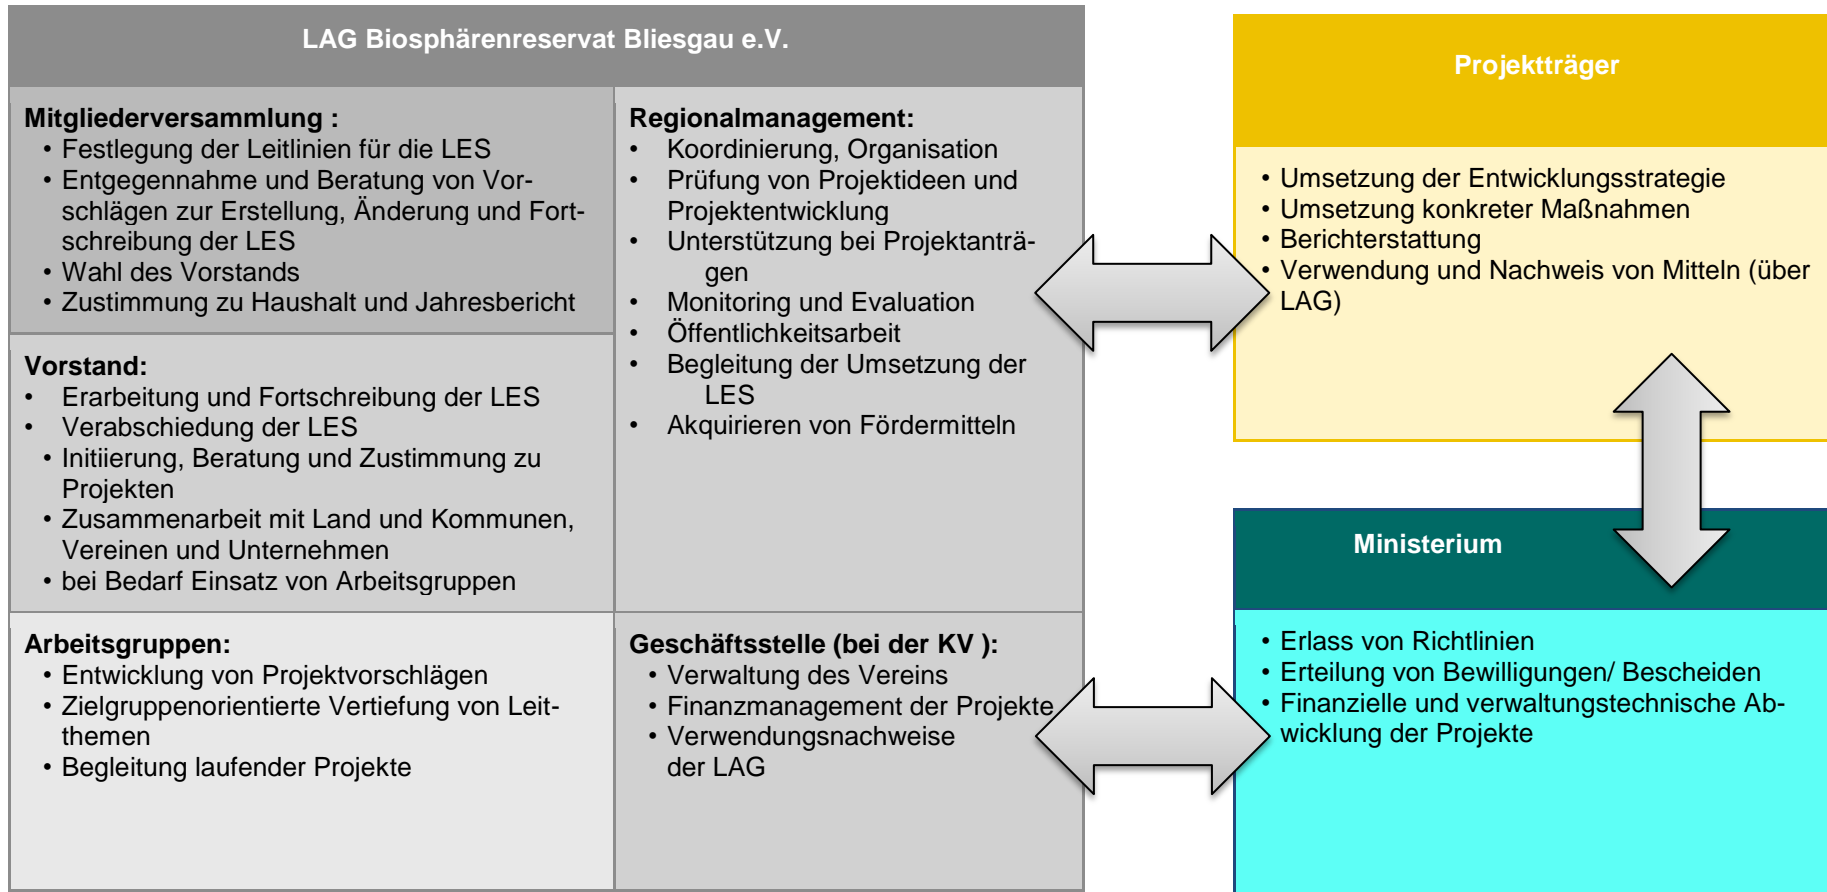 LAG Biosphärenreservat Bliesgau e.V.
Mitgliederversammlung :
• Festlegung der Leitlinien für die LES
• Entgegennahme und Beratung von Vor-
schlägen zur Erstellung, Änderung und Fort-
schreibung der LES
• Wahl des Vorstands
• Zustimmung zu Haushalt und Jahresbericht
Vorstand:
• Erarbeitung und Fortschreibung der LES
• Verabschiedung der LES
• Initiierung, Beratung und Zustimmung zu
Projekten
• Zusammenarbeit mit Land und Kommunen,
Vereinen und Unternehmen
• bei Bedarf Einsatz von Arbeitsgruppen
Arbeitsgruppen:
• Entwicklung von Projektvorschlägen
• Zielgruppenorientierte Vertiefung von Leit-
themen
• Begleitung laufender Projekte
Regionalmanagement:
• Koordinierung, Organisation
• Prüfung von Projektideen und
Projektentwicklung
• Unterstützung bei Projektanträ-
gen
• Monitoring und Evaluation
• Öffentlichkeitsarbeit
• Begleitung der Umsetzung der
LES
• Akquirieren von Fördermitteln
Geschäftsstelle (bei der KV ):
• Verwaltung des Vereins
• Finanzmanagement der Projekte
• Verwendungsnachweise
der LAG
Projektträger
• Umsetzung der Entwicklungsstrategie
• Umsetzung konkreter Maßnahmen
• Berichterstattung
• Verwendung und Nachweis von Mitteln (über
LAG)
Ministerium
• Erlass von Richtlinien
• Erteilung von Bewilligungen/ Bescheiden
• Finanzielle und verwaltungstechnische Ab-
wicklung der Projekte